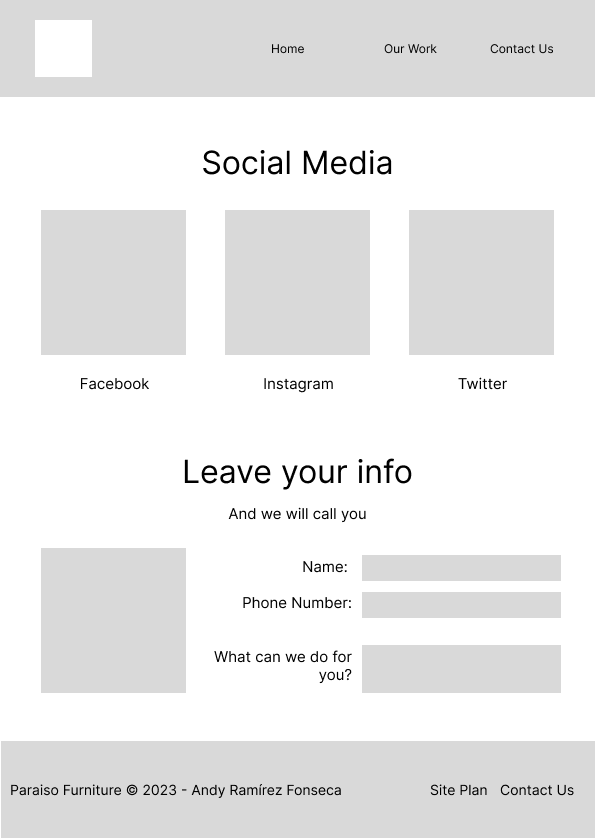 Home Our Work Contact Us
Social Media
Facebook Instagram Twitter
Leave your info
And we will call you
Name:
Phone Number:
What can we do for
you?
Paraiso Furniture © 2023 - Andy Ramírez Fonseca Site Plan Contact Us